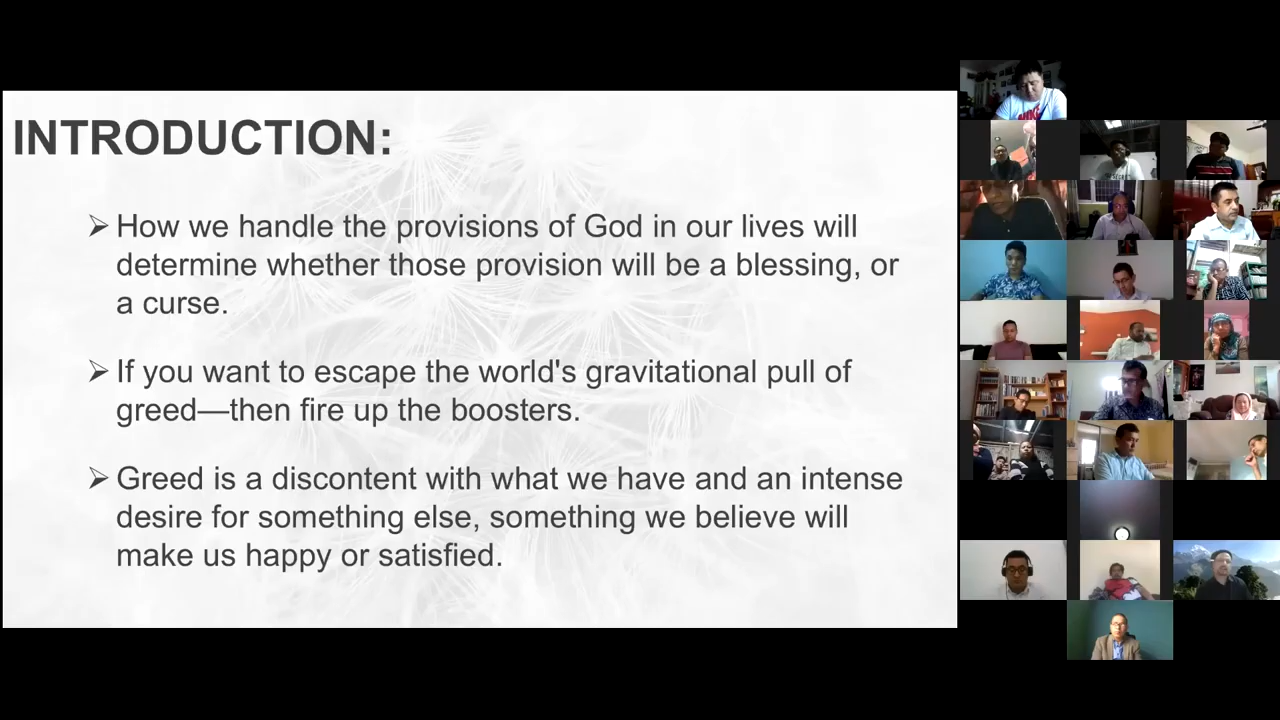 INTRODUCTION:
➢ How we handle the provisions of God in our lives will
determine whether those provision will be a blessing, or
a curse.
➢ If you want to escape the world's gravitational pull of
greed—then fire up the boosters.
➢ Greed is a discontent with what we have and an intense
desire for something else, something we believe will
make us happy or satisfied.